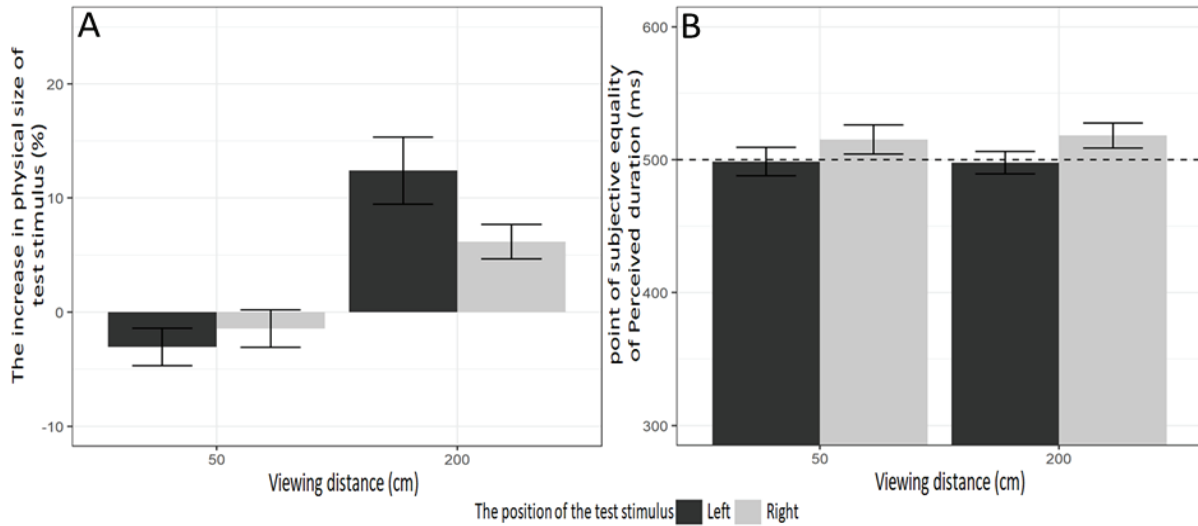 A
The increase in physical size of
test stimulus (%)
20
10
0
-10
50
200
Viewing distance (cm)
B
point of subjective equality
of Perceived duration (ms)
600
500
400
300
50
200
Viewing distance (cm)
The position of the test stimulus Left Right